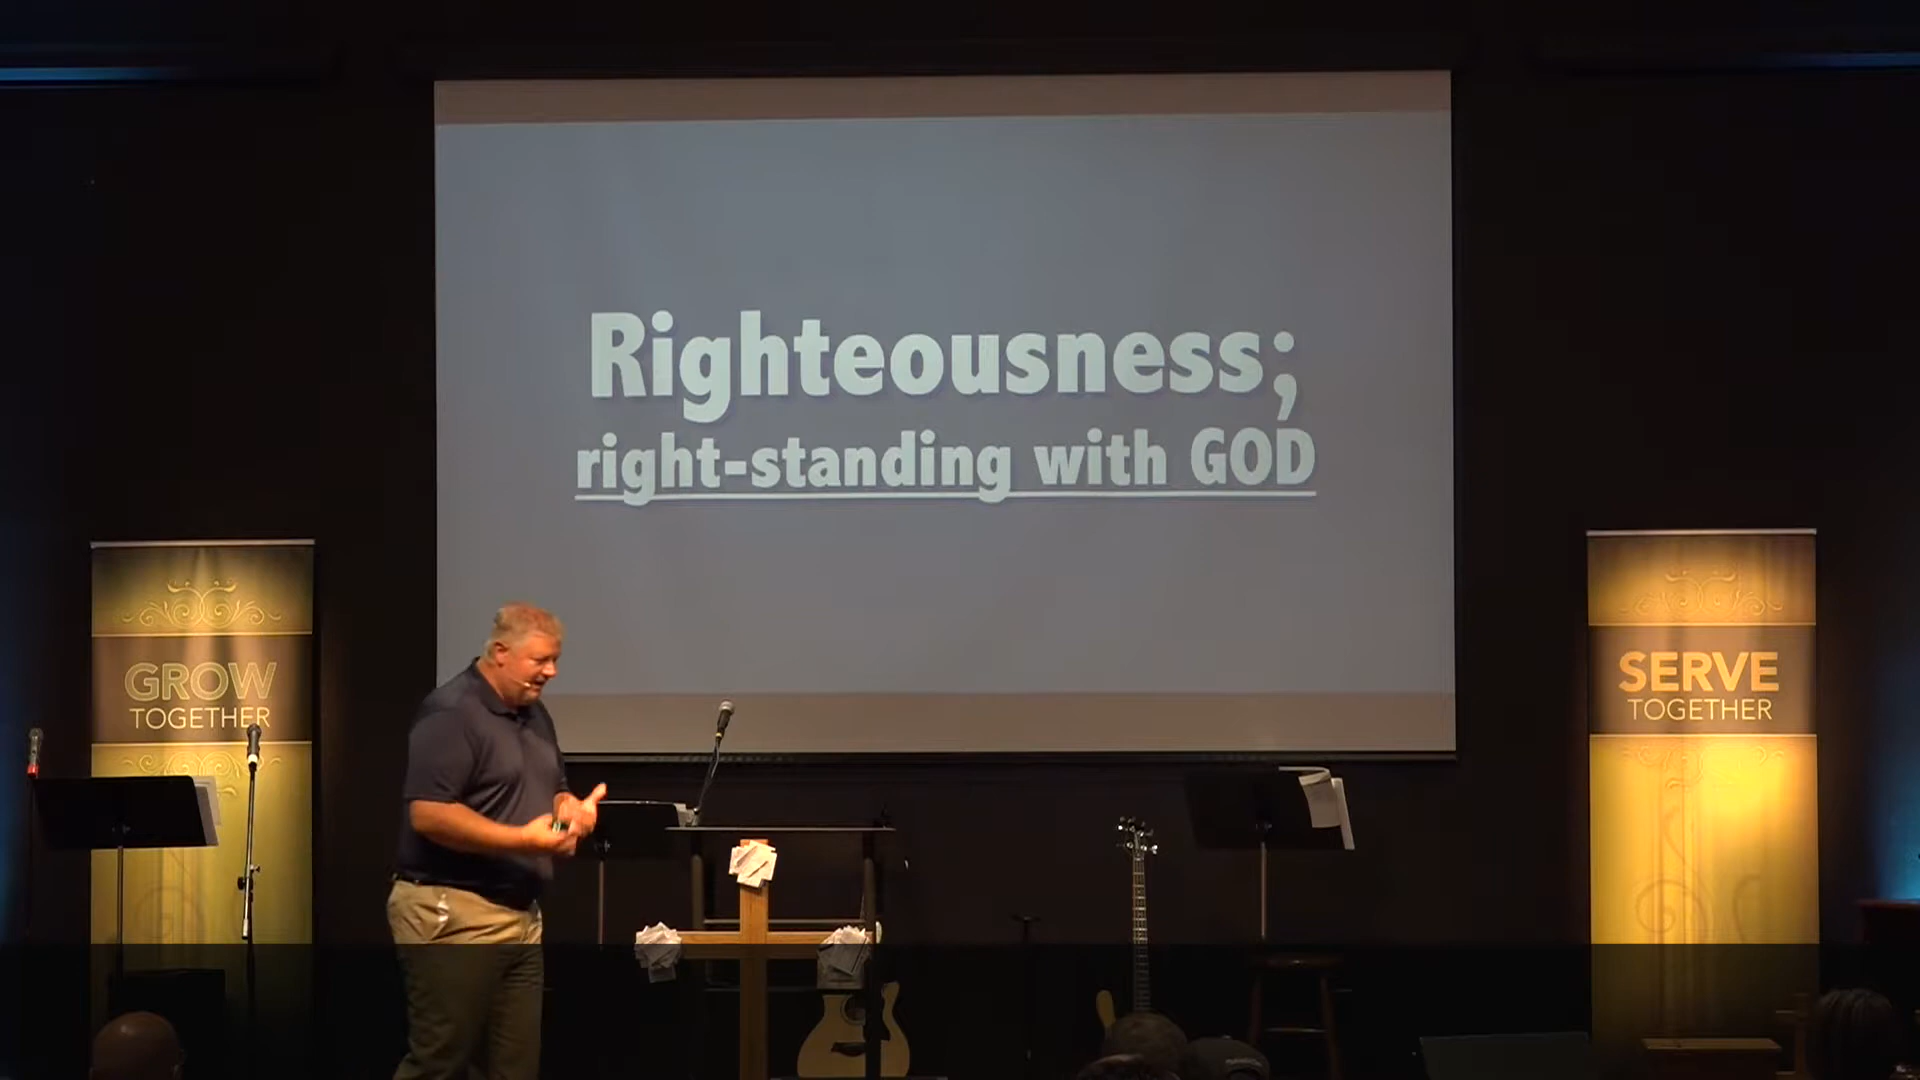 Righteousness;
right-standing with GOD
GROW
TOGETHER
SERVE
TOGETHER